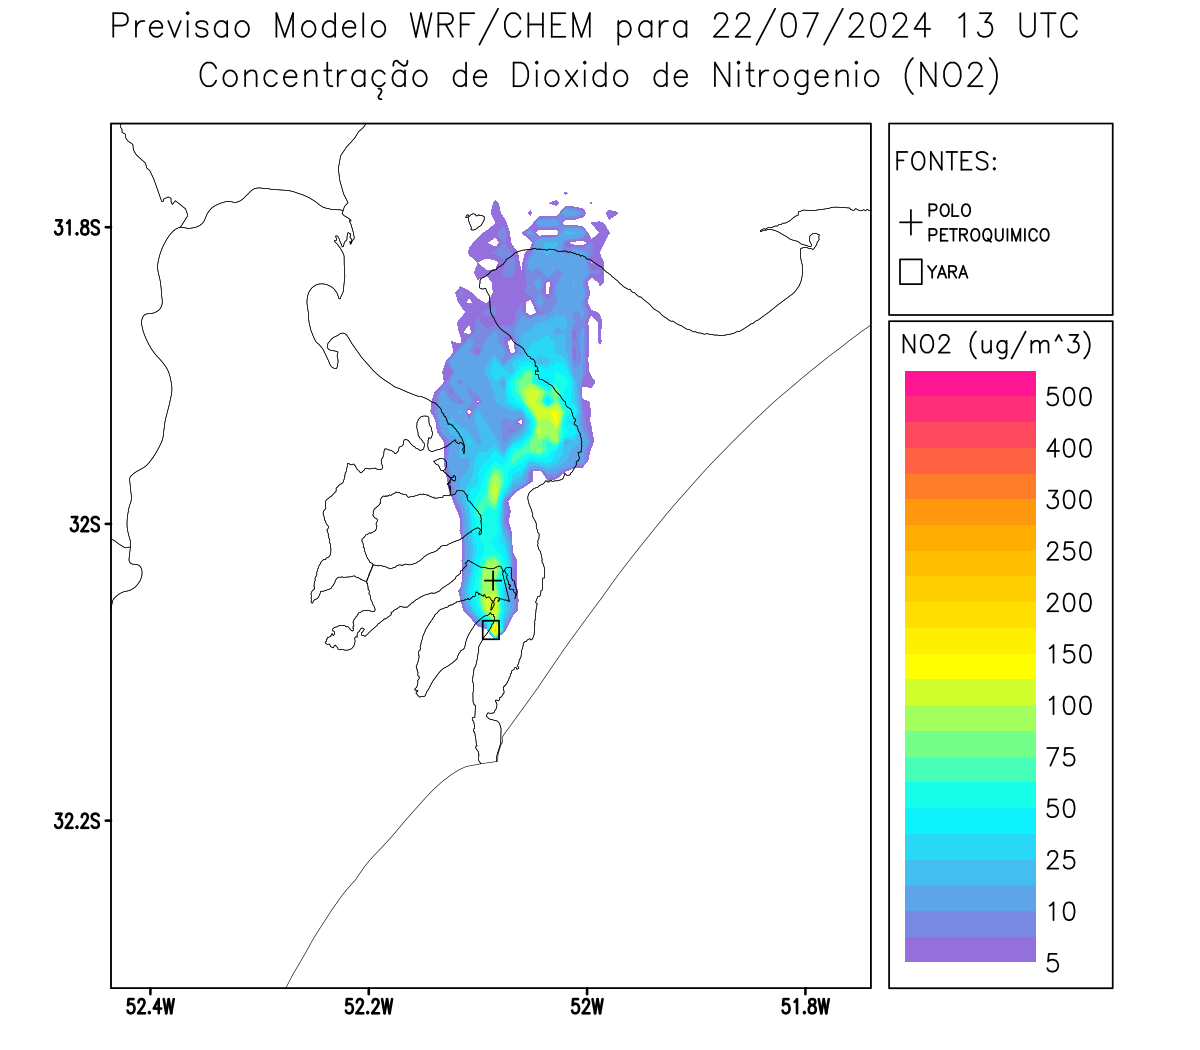 Previsao Modelo WRF/CHEM para 22/07/2024 13 UTC
Concentração de Dioxido de Nitrogenio (NO2)
FONTES:
POLO
PETROQUIMICO
YARA
NO2 (ug/m^3)
500
400
300
250
200
150
100
75
50
25
10
5
31.8S
32S
32.2S
52.4W
52.2W
52W
51.8W